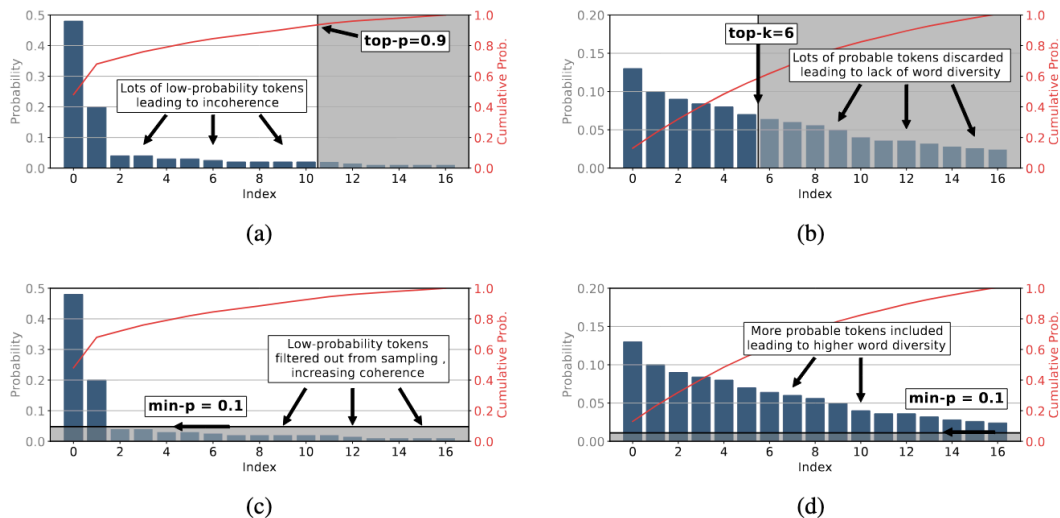 0.5
0.4
0.3
0.2
0.1
0.0
Probability
top-p=0.9
Lots of low-probability tokens
leading to incoherence
1.0
0.8
0.6
0.4
0.2
0.0
Cumulative Prob.
0 2 4 6 8 10 12 14 16
Index
(a)
0.20
0.15
0.10
0.05
0.00
Probability
top-k=6
Lots of probable tokens discarded
leading to lack of word diversity
1.0
0.8
0.6
0.4
0.2
0.0
Cumulative Prob.
0 2 4 6 8 10 12 14 16
Index
(b)
0.5
0.4
0.3
0.2
0.1
0.0
Probability
Low-probability tokens
filtered out from sampling ,
increasing coherence
min-p = 0.1
1.0
0.8
0.6
0.4
0.2
0.0
Cumulative Prob.
0 2 4 6 8 10 12 14 16
Index
(c)
0.20
0.15
0.10
0.05
0.00
Probability
More probable tokens included
leading to higher word diversity
min-p = 0.1
1.0
0.8
0.6
0.4
0.2
0.0
Cumulative Prob.
0 2 4 6 8 10 12 14 16
Index
(d)